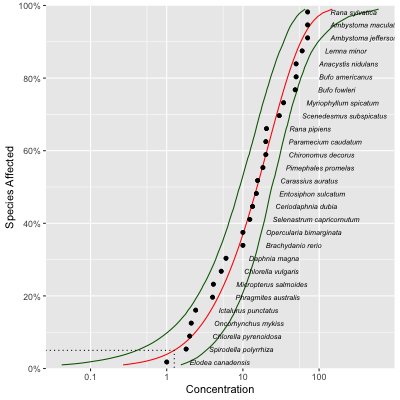 100%
80%
60%
40%
20%
0%
Species Affected
Rana sylvatica
Ambystoma
Ambystoma
Lemna minor
Anacystis nidulans
Bufo americanus
Bufo fowleri
Myriophyllum spicatum
Scenedesmus subspicatus
Rana pipiens
Paramecium caudatum
Chironomus decorus
Pimephales promelas
Carassius auratus
Entosiphon sulcatum
Ceriodaphnia dubia
Selenastrum capricornutum
Opercularia bimarginata
Brachydanio rerio
Daphnia magna
Chlorella vulgaris
Micropterus salmoides
Phragmites australis
Ictalurus punctatus
Oncorhynchus mykiss
Chlorella pyrenoidosa
Spirodella polyrrhiza
Elodea canadensis
0.1 1 10 100
Concentration